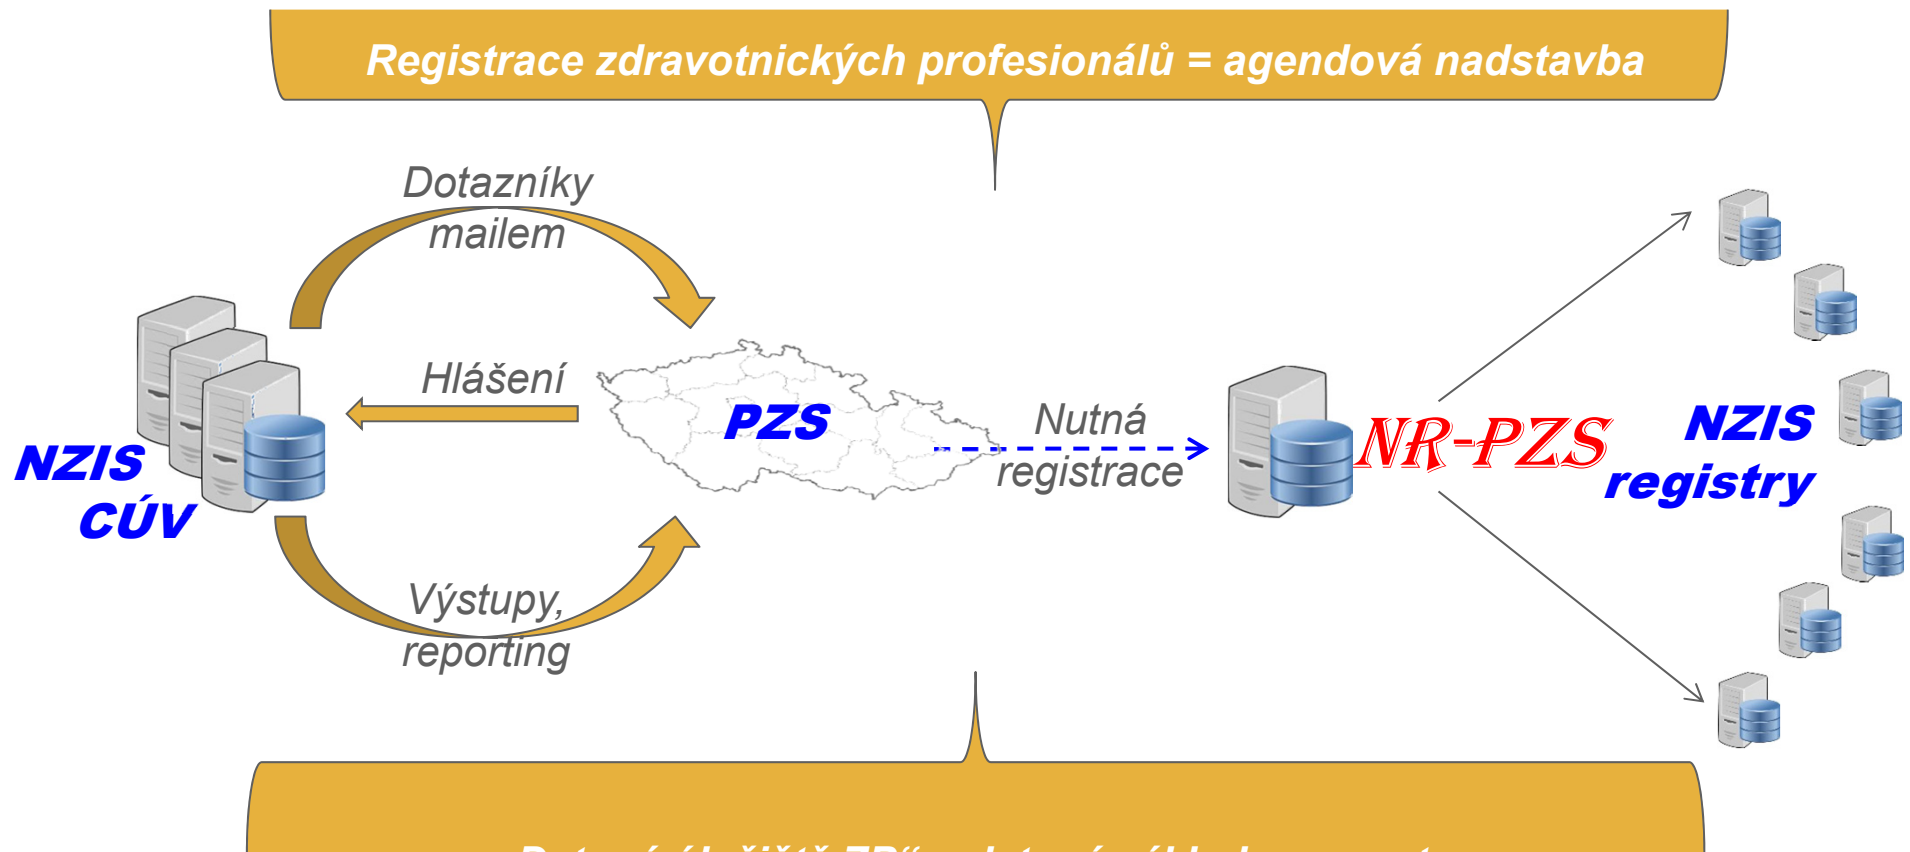 Registrace zdravotnických profesionálů = agendová nadstavba
Dotazníky
mailem
Hlášení
NZIS
CÚV
PZS
Nutná
registrace
NR-PZS
NZIS
registry
Výstupy,
reporting